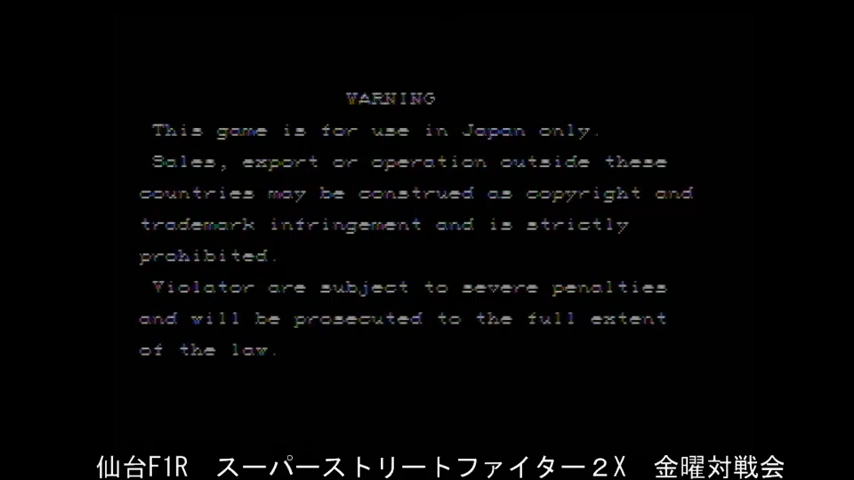 WARNING
This game is for use in Japan only.
Sales, export or operation outside these
countries may be construed as copyright and
trademark infringement and is strictly
prohibited.
Violator are subject to severe penalties
and will be prosecuted to the full extent
of the law.
仙台F1R　スーパーストリートファイター２X　金曜対戦会